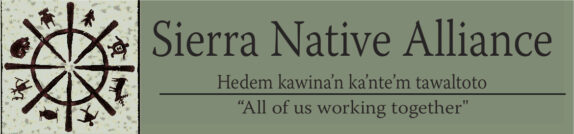 Sierra Native Alliance
Hedem kawina'n ka'nte'm tawaltoto
"All of us working together"